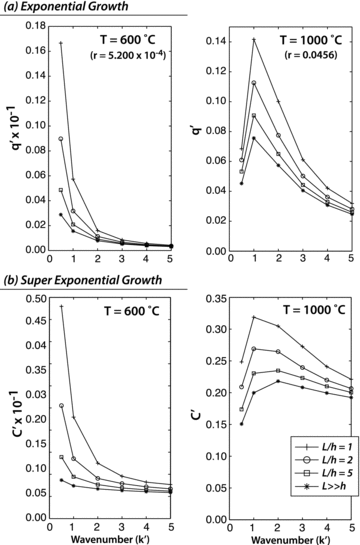 (a) Exponential Growth
T = 600 ˚C
(r = 5.200 x 10-4)
q′ x 10-1
0.18
0.16
0.14
0.12
0.10
0.08
0.06
0.04
0.02
0.00
0 1 2 3 4 5
T = 1000 ˚C
(r = 0.0456)
q′
0.14
0.12
0.10
0.08
0.06
0.04
0.02
0.00
0 1 2 3 4 5
(b) Super Exponential Growth
T = 600˚C
C′ x 10-1
0.50
0.45
0.40
0.35
0.30
0.25
0.20
0.15
0.10
0.05
0.00
0 1 2 3 4 5
Wavenumber (k′)
T = 1000˚C
C′
0.35
0.30
0.25
0.20
0.15
0.10
0.05
0.00
0 1 2 3 4 5
Wavenumber (k′)
L/h = 1
L/h = 2
L/h = 5
L>>h